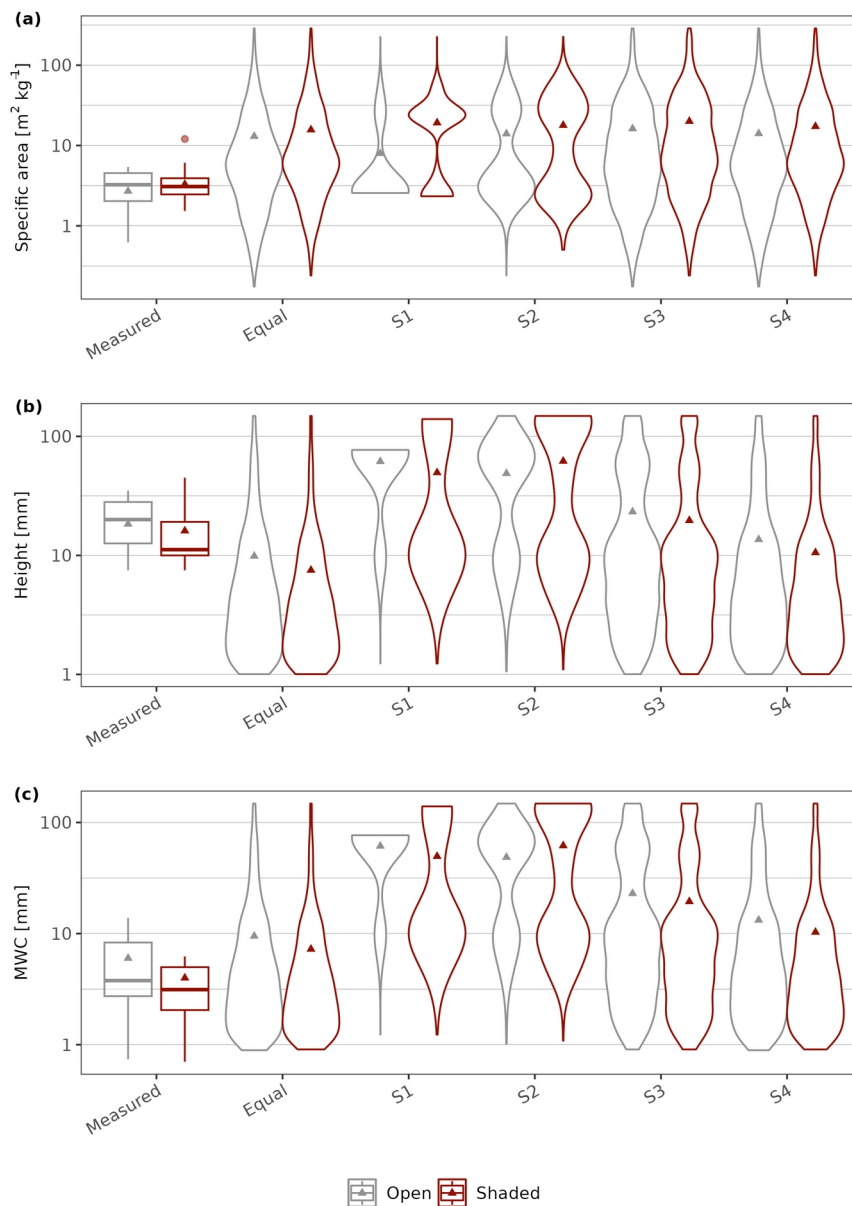 (a)
Specific area [m² kg⁻¹]
100
10
1
Measured Equal S1 S2 S3 S4
(b)
Height [mm]
100
10
1
Measured Equal S1 S2 S3 S4
(c)
MWC [mm]
100
10
1
Measured Equal S1 S2 S3 S4
Open Shaded